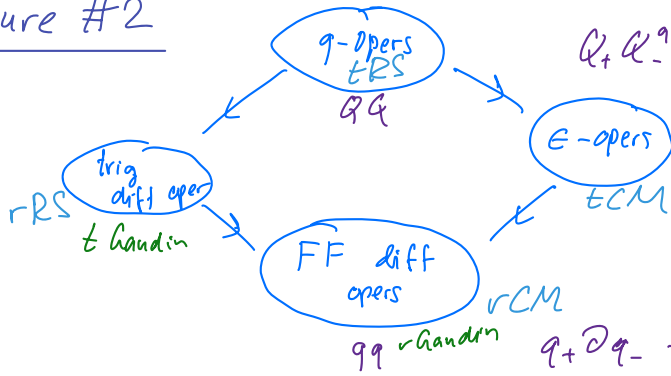 ure #2
q-Opers
tRS
QQ
Q₊Q₋^q
trig
diff oper
rRS
t Gaudin
ϵ-opers
tCM
FF diff
opers
rCM
qq
rGaudin
q₊∂q₋